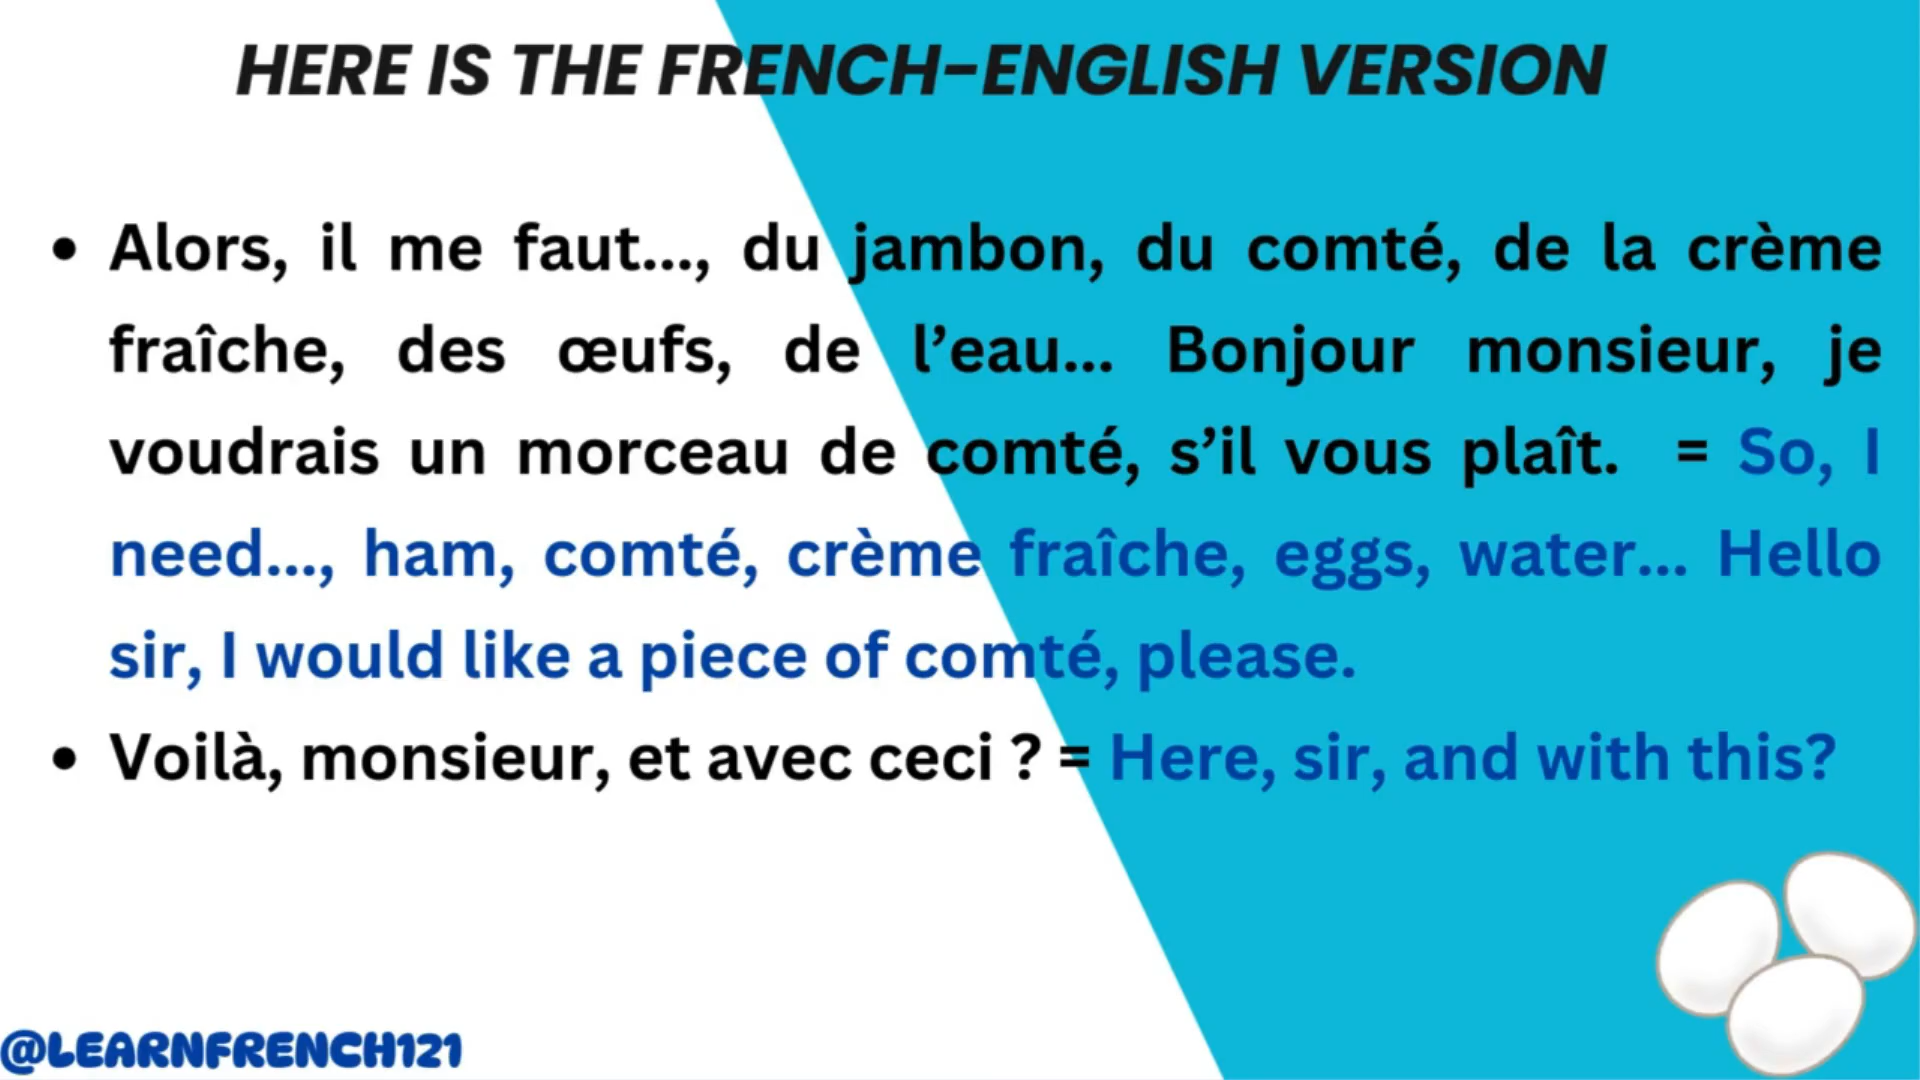 HERE IS THE FRENCH-ENGLISH VERSION
• Alors, il me faut..., du jambon, du comté, de la crème
fraîche, des œufs, de l’eau... Bonjour monsieur, je
voudrais un morceau de comté, s’il vous plaît. = So, I
need..., ham, comté, crème fraîche, eggs, water... Hello
sir, I would like a piece of comté, please.
• Voilà, monsieur, et avec ceci ? = Here, sir, and with this?
@LEARNFRENCH121